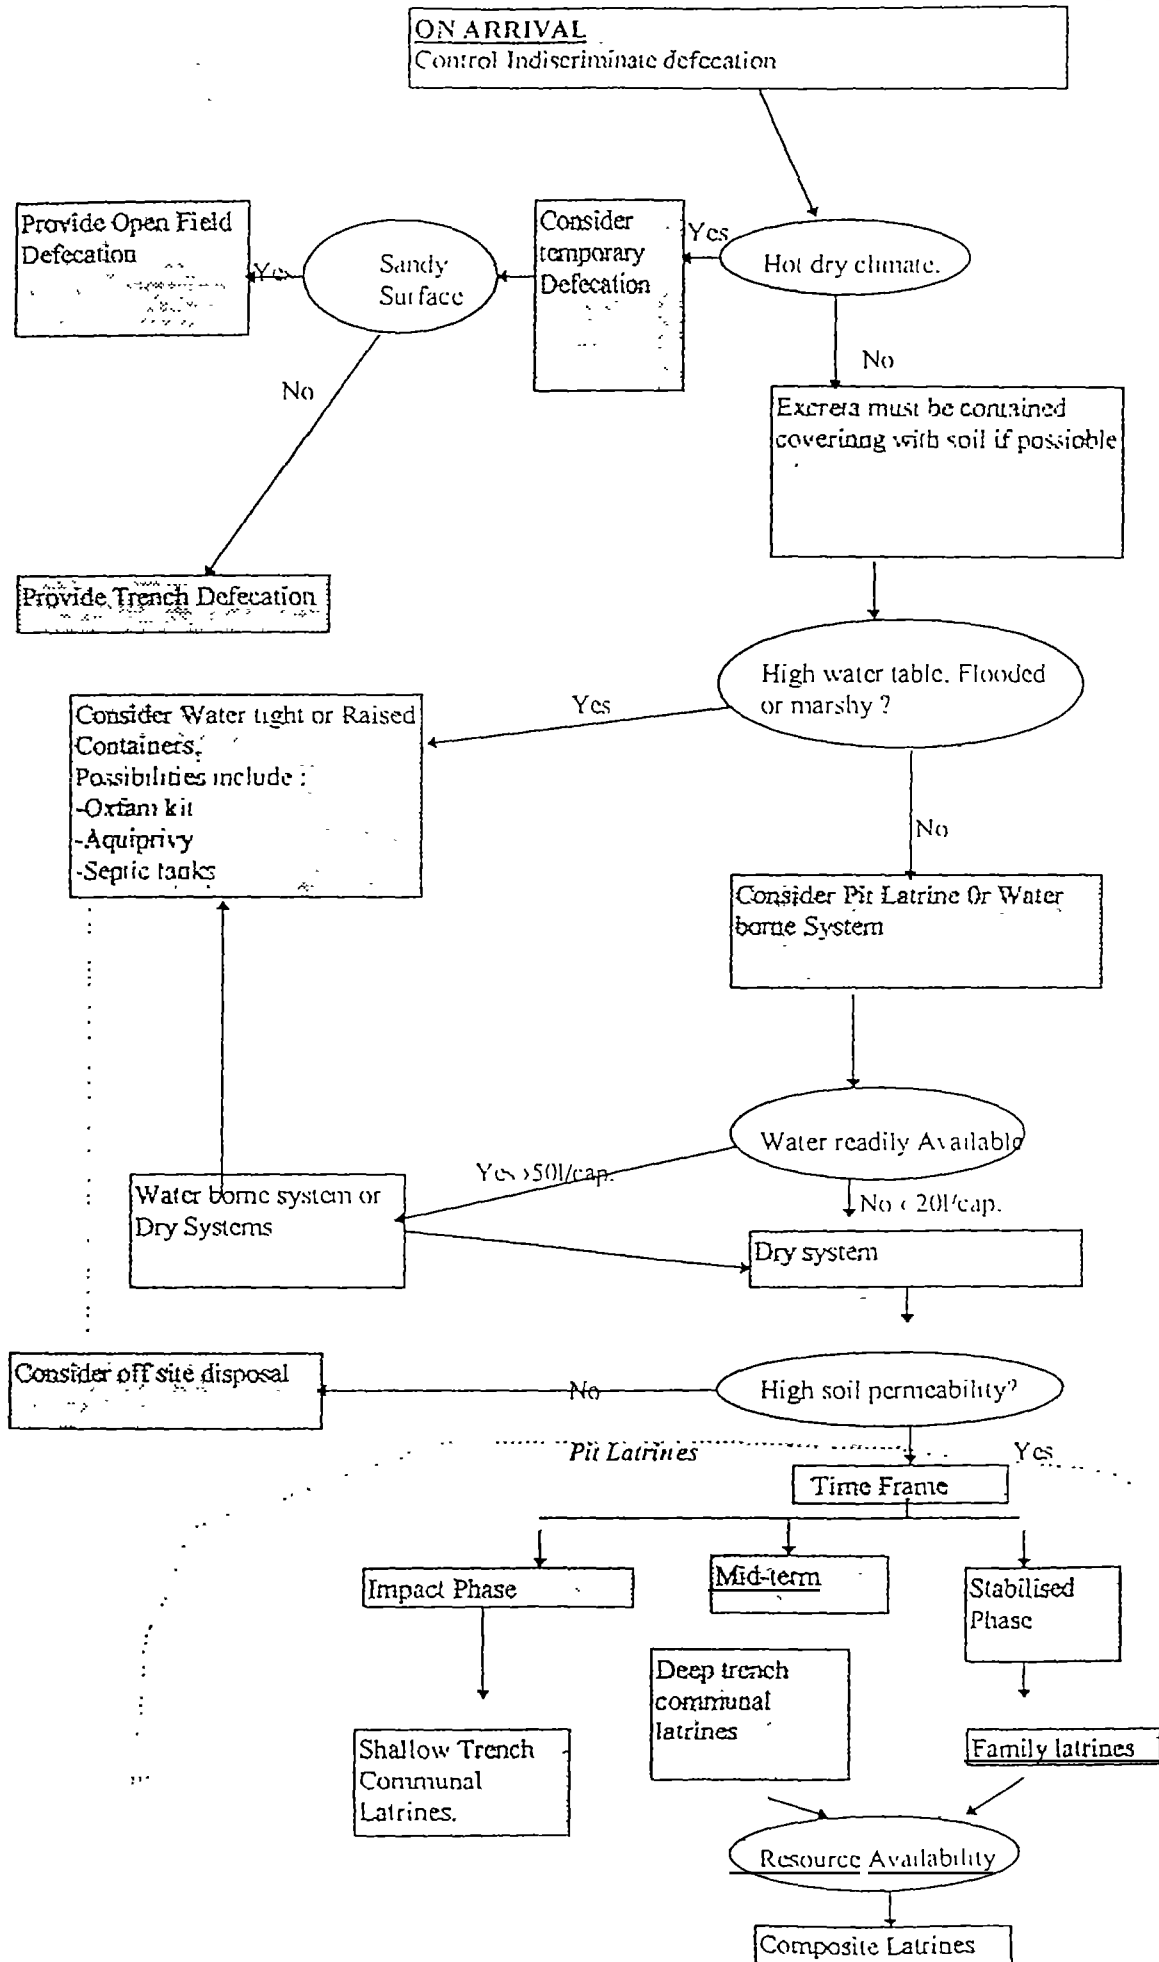 ON ARRIVAL
Control Indiscriminate defecation
Provide Open Field
Defecation
Yes
Sandy
Surface
Consider
temporary
Defecation
Yes
Hot dry climate.
No
No
Excreta must be contained
covering with soil if possioble
Provide Trench Defecation
High water table. Flooded
or marshy ?
Yes
Consider Water tight or Raised
Containers,
Possibilities include :
-Oxfam kit
-Aquiprivy
-Septic tanks
No
Consider Pit Latrine Or Water
borne System
Water readily Available
Yes >50l/cap.
No < 20l/cap.
Water borne system or
Dry Systems
Dry system
Consider off site disposal
No
High soil permeability?
Pit Latrines
Yes
Time Frame
Impact Phase
Mid-term
Stabilised
Phase
Deep trench
communal
latrines
Shallow Trench
Communal
Latrines.
Family latrines
Resource Availability
Composite Latrines